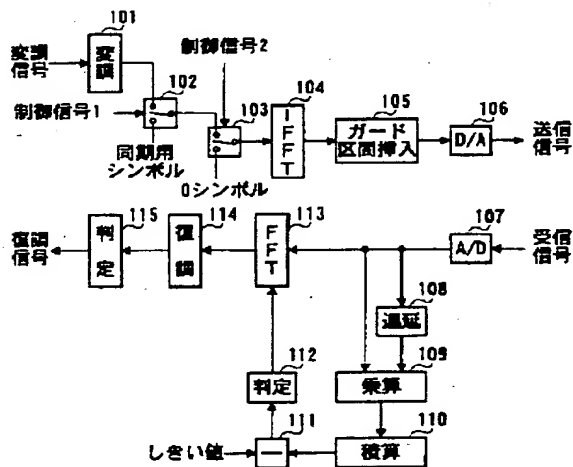 101
変調
信号
変調
制御信号2
102
制御信号1
103
同期用
シンボル
0シンボル
104
IFFT
105
ガード
区間挿入
106
D/A
送信
信号
復調
信号
115
判定
114
復調
113
FFT
107
A/D
受信
信号
108
遅延
109
乗算
112
判定
111
110
しきい値
積算